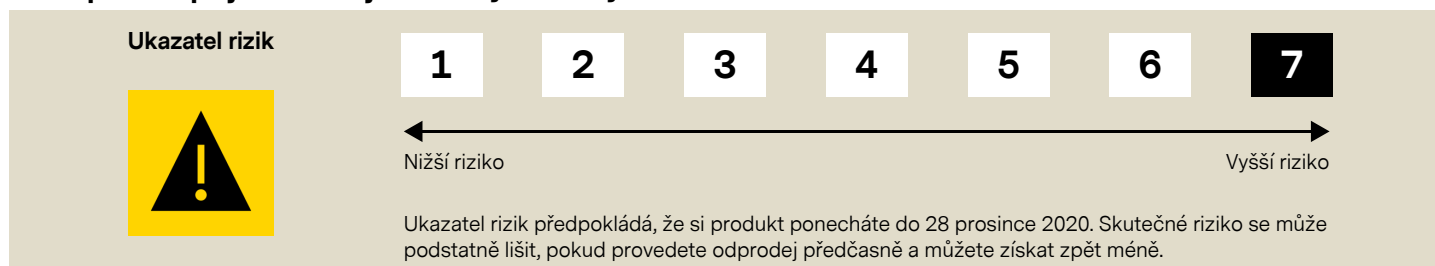 Ukazatel rizik
1 2 3 4 5 6 7
Nižší riziko Vyšší riziko
Ukazatel rizik předpokládá, že si produkt ponecháte do 28 prosince 2020. Skutečné riziko se může
podstatně lišit, pokud provedete odprodej předčasně a můžete získat zpět méně.